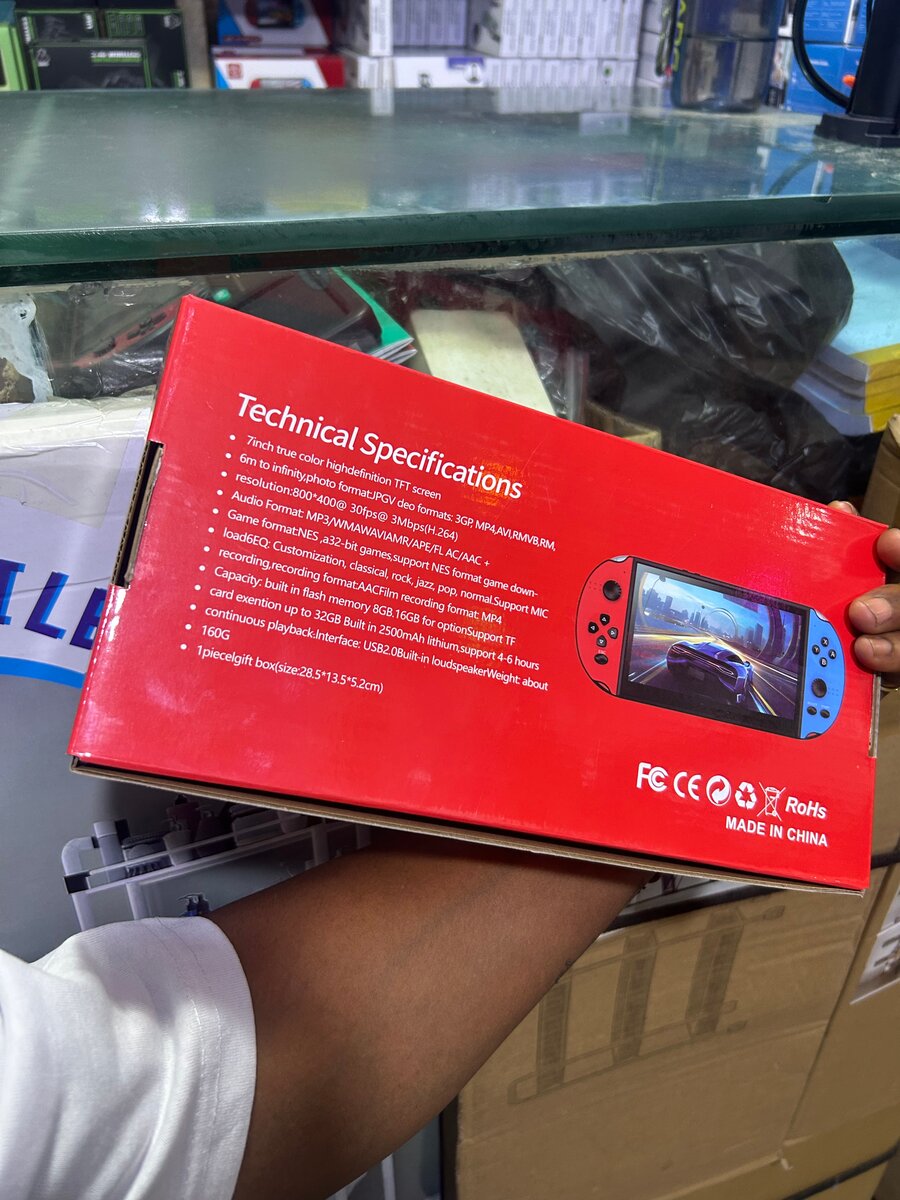 Technical Specifications
• 7inch true color highdefinition TFT screen
• 6m to infinity,photo format:JPGV deo formats: 3GP, MP4,AVI,RMVB,RM,
• resolution:800*400@ 30fps@ 3Mbps(H.264)
• Audio Format: MP3/WMAWAVIAMR/APE/FL AC/AAC +
• Game format:NES ,a32-bit games,support NES format game down-
• load6EQ: Customization, classical, rock, jazz, pop, normal.Support MIC
• recording,recording format:AACFilm recording format: MP4
• Capacity: built in flash memory 8GB.16GB for optionSupport TF
• card exention up to 32GB Built in 2500mAh lithium,support 4-6 hours
• continuous playback.Interface: USB2.0Built-in loudspeakerWeight: about
• 160G
• 1piecelgift box(size:28.5*13.5*5.2cm)
FC CE RoHs
MADE IN CHINA
ILE